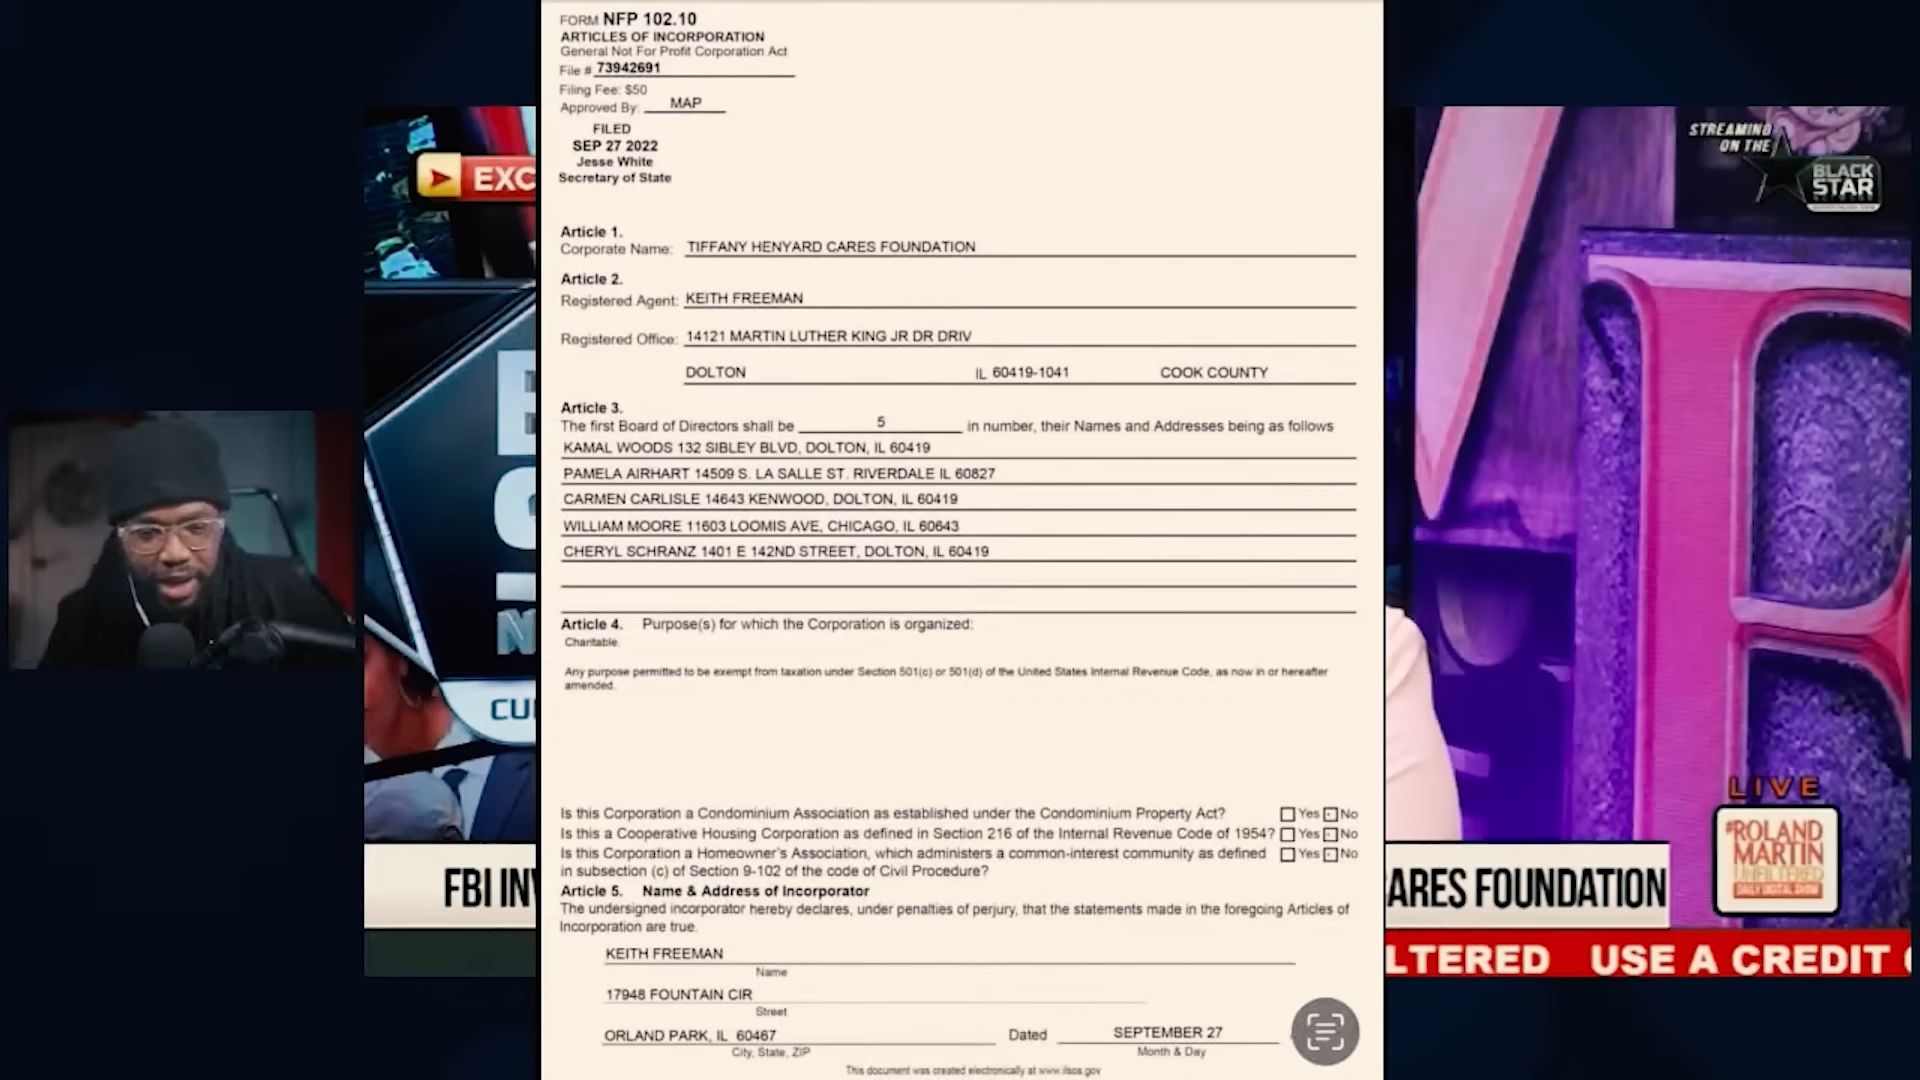 FORM NFP 102.10
ARTICLES OF INCORPORATION
General Not For Profit Corporation Act
File # 73942691
Filing Fee: $50
Approved By: MAP
FILED
SEP 27 2022
Jesse White
Secretary of State
Article 1.
Corporate Name: TIFFANY HENYARD CARES FOUNDATION
Article 2.
Registered Agent: KEITH FREEMAN
Registered Office: 14121 MARTIN LUTHER KING JR DR DRIV
DOLTON IL 60419-1041 COOK COUNTY
Article 3.
The first Board of Directors shall be 5 in number, their Names and Addresses being as follows
KAMAL WOODS 132 SIBLEY BLVD, DOLTON, IL 60419
PAMELA AIRHART 14509 S. LA SALLE ST. RIVERDALE IL 60827
CARMEN CARLISLE 14643 KENWOOD, DOLTON, IL 60419
WILLIAM MOORE 11603 LOOMIS AVE, CHICAGO, IL 60643
CHERYL SCHRANZ 1401 E 142ND STREET, DOLTON, IL 60419
Article 4. Purpose(s) for which the Corporation is organized:
Charitable.
Any purpose permitted to be exempt from taxation under Section 501(c) or 501(d) of the United States Internal Revenue Code, as now in or hereafter
amended.
Is this Corporation a Condominium Association as established under the Condominium Property Act? Yes No
Is this a Cooperative Housing Corporation as defined in Section 216 of the Internal Revenue Code of 1954? Yes No
Is this Corporation a Homeowner's Association, which administers a common-interest community as defined Yes No
in subsection (c) of Section 9-102 of the code of Civil Procedure?
Article 5. Name & Address of Incorporator
The undersigned incorporator hereby declares, under penalties of perjury, that the statements made in the foregoing Articles of
Incorporation are true.
KEITH FREEMAN
Name
17948 FOUNTAIN CIR
Street
ORLAND PARK, IL 60467 Dated SEPTEMBER 27
City, State, ZIP Month & Day
This document was created electronically at www.ilsos.gov
EXC
CU
FBI INV
STREAMING
ON THE
BLACK
STAR
LIVE
#ROLAND
MARTIN
UNFILTERED
DAILY DIGITAL SHOW
ARES FOUNDATION
LTERED USE A CREDIT